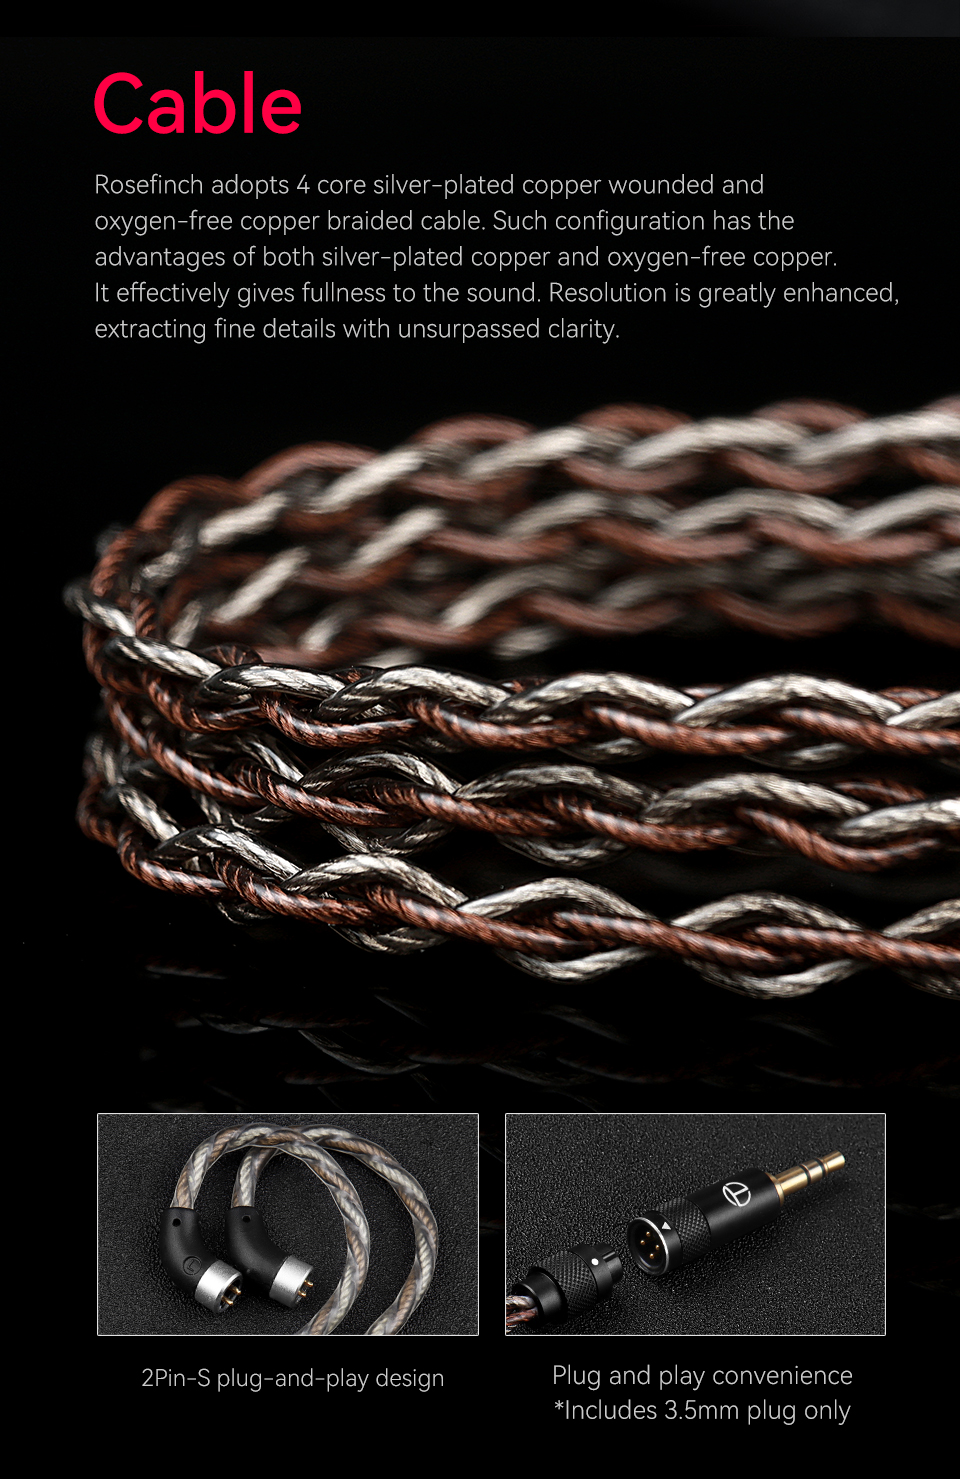 Cable
Rosefinch adopts 4 core silver-plated copper wounded and
oxygen-free copper braided cable. Such configuration has the
advantages of both silver-plated copper and oxygen-free copper.
It effectively gives fullness to the sound. Resolution is greatly enhanced,
extracting fine details with unsurpassed clarity.
2Pin-S plug-and-play design
Plug and play convenience
*Includes 3.5mm plug only